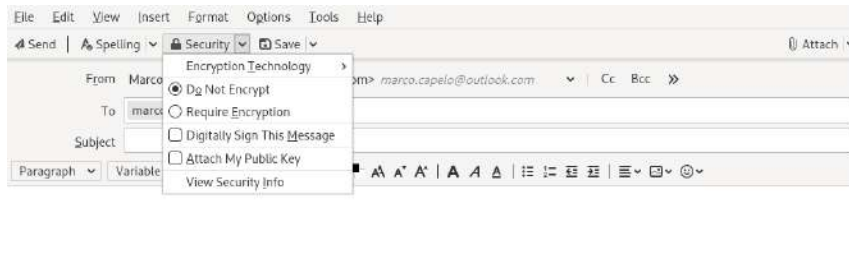 File Edit View Insert Format Options Tools Help
Send Spelling Security Save Attach
Encryption Technology
From Marco om> marco.capelo@outlook.com Cc Bcc
Do Not Encrypt
To marco
Require Encryption
Digitally Sign This Message
Subject
Attach My Public Key
Paragraph Variable
View Security Info